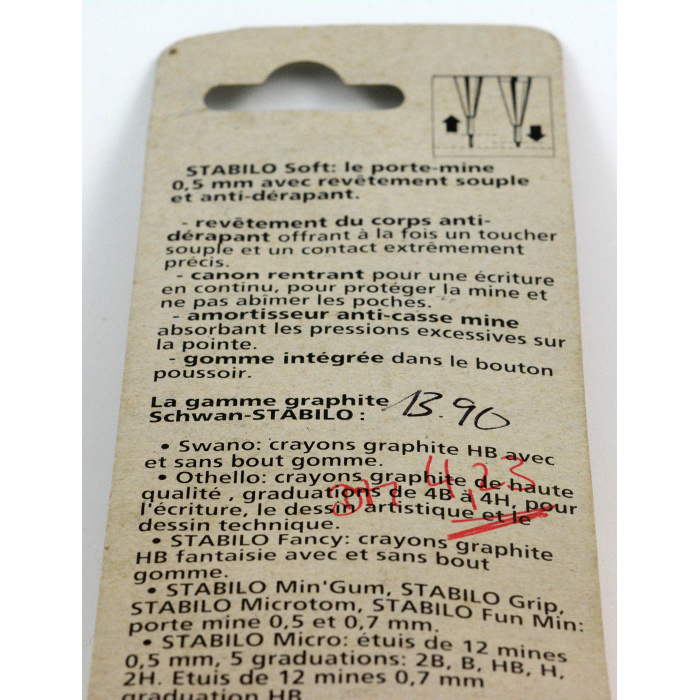 STABILO Soft: le porte-mine
0,5 mm avec revêtement souple
et anti-dérapant.
- revêtement du corps anti-
dérapant offrant à la fois un toucher
souple et un contact extrêmement
précis.
- canon rentrant pour une écriture
en continu, pour protéger la mine et
ne pas abîmer les poches.
- amortisseur anti-casse mine
absorbant les pressions excessives sur
la pointe.
- gomme intégrée dans le bouton
poussoir.
La gamme graphite
Schwan-STABILO :
13.90
• Swano: crayons graphite HB avec
et sans bout gomme.
• Othello: crayons graphite de haute
qualité , graduations de 4B à 4H, pour
l'écriture, le dessin artistique et le
dessin technique.
DM 4,23
• STABILO Fancy: crayons graphite
HB fantaisie avec et sans bout
gomme.
• STABILO Min'Gum, STABILO Grip,
STABILO Microtom, STABILO Fun Min:
porte mine 0,5 et 0,7 mm.
• STABILO Micro: étuis de 12 mines
0,5 mm, 5 graduations: 2B, B, HB, H,
2H. Etuis de 12 mines 0,7 mm
graduation HB